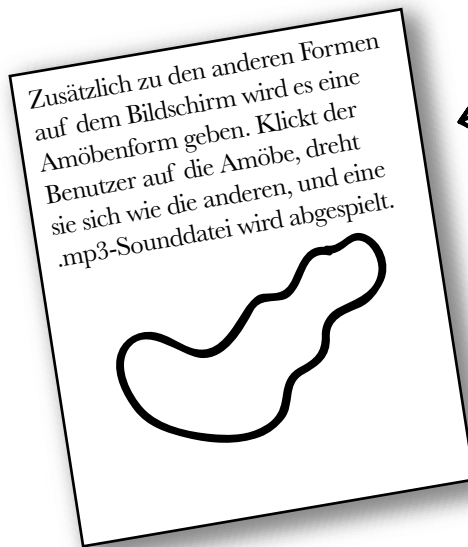 Zusätzlich zu den anderen Formen
auf dem Bildschirm wird es eine
Amöbenform geben. Klickt der
Benutzer auf die Amöbe, dreht
sie sich wie die anderen, und eine
.mp3-Sounddatei wird abgespielt.